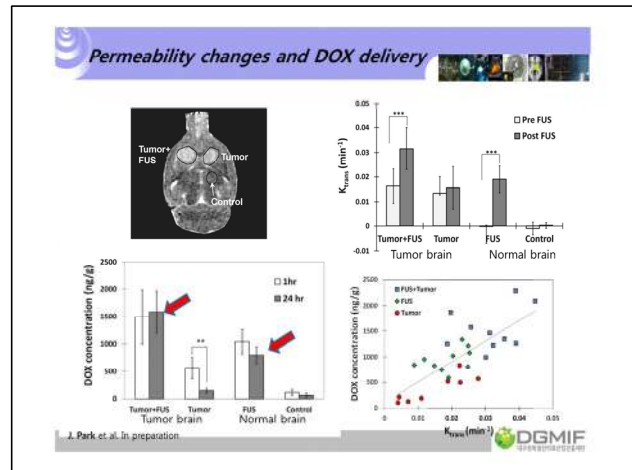 Permeability changes and DOX delivery
Tumor+
FUS
Tumor
Control
Pre FUS
Post FUS
***
***
K trans (min-1)
0.05
0.04
0.03
0.02
0.01
0
-0.01
Tumor+FUS Tumor FUS Control
Tumor brain Normal brain
1hr
24 hr
**
DOX concentration (ng/g)
2500
2000
1500
1000
500
0
Tumor+FUS Tumor FUS Control
Tumor brain Normal brain
FUS+Tumor
FUS
Tumor
DOX concentration (ng/g)
2500
2000
1500
1000
500
0
0 0.01 0.02 0.03 0.04 0.05
K trans (min-1)
J. Park et al. In preparation
DGMIF